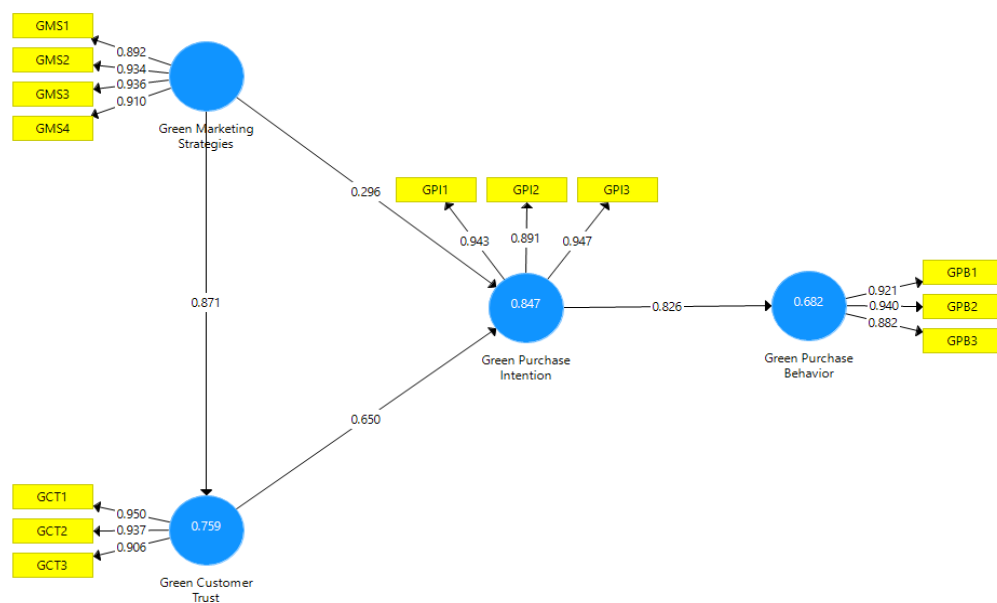 GMS1
GMS2
GMS3
GMS4
0.892
0.934
0.936
0.910
Green Marketing
Strategies
0.296
GPI1
GPI2
GPI3
0.943
0.891
0.947
0.871
0.847
Green Purchase
Intention
0.826
0.682
Green Purchase
Behavior
0.921
0.940
0.882
GPB1
GPB2
GPB3
0.650
GCT1
GCT2
GCT3
0.950
0.937
0.906
0.759
Green Customer
Trust